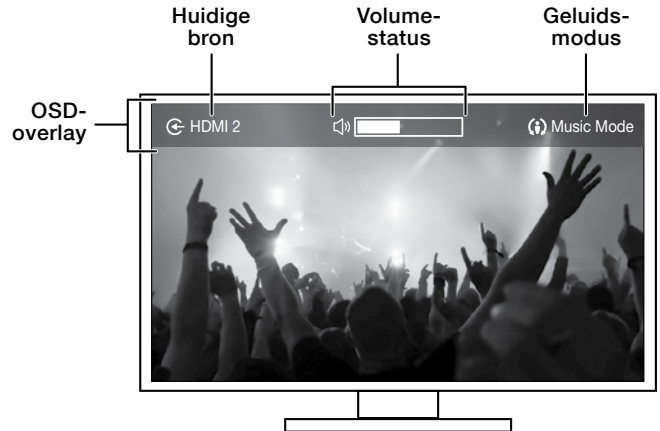 Huidige
bron
Volume-
status
Geluids-
modus
OSD-
overlay
HDMI 2
Music Mode